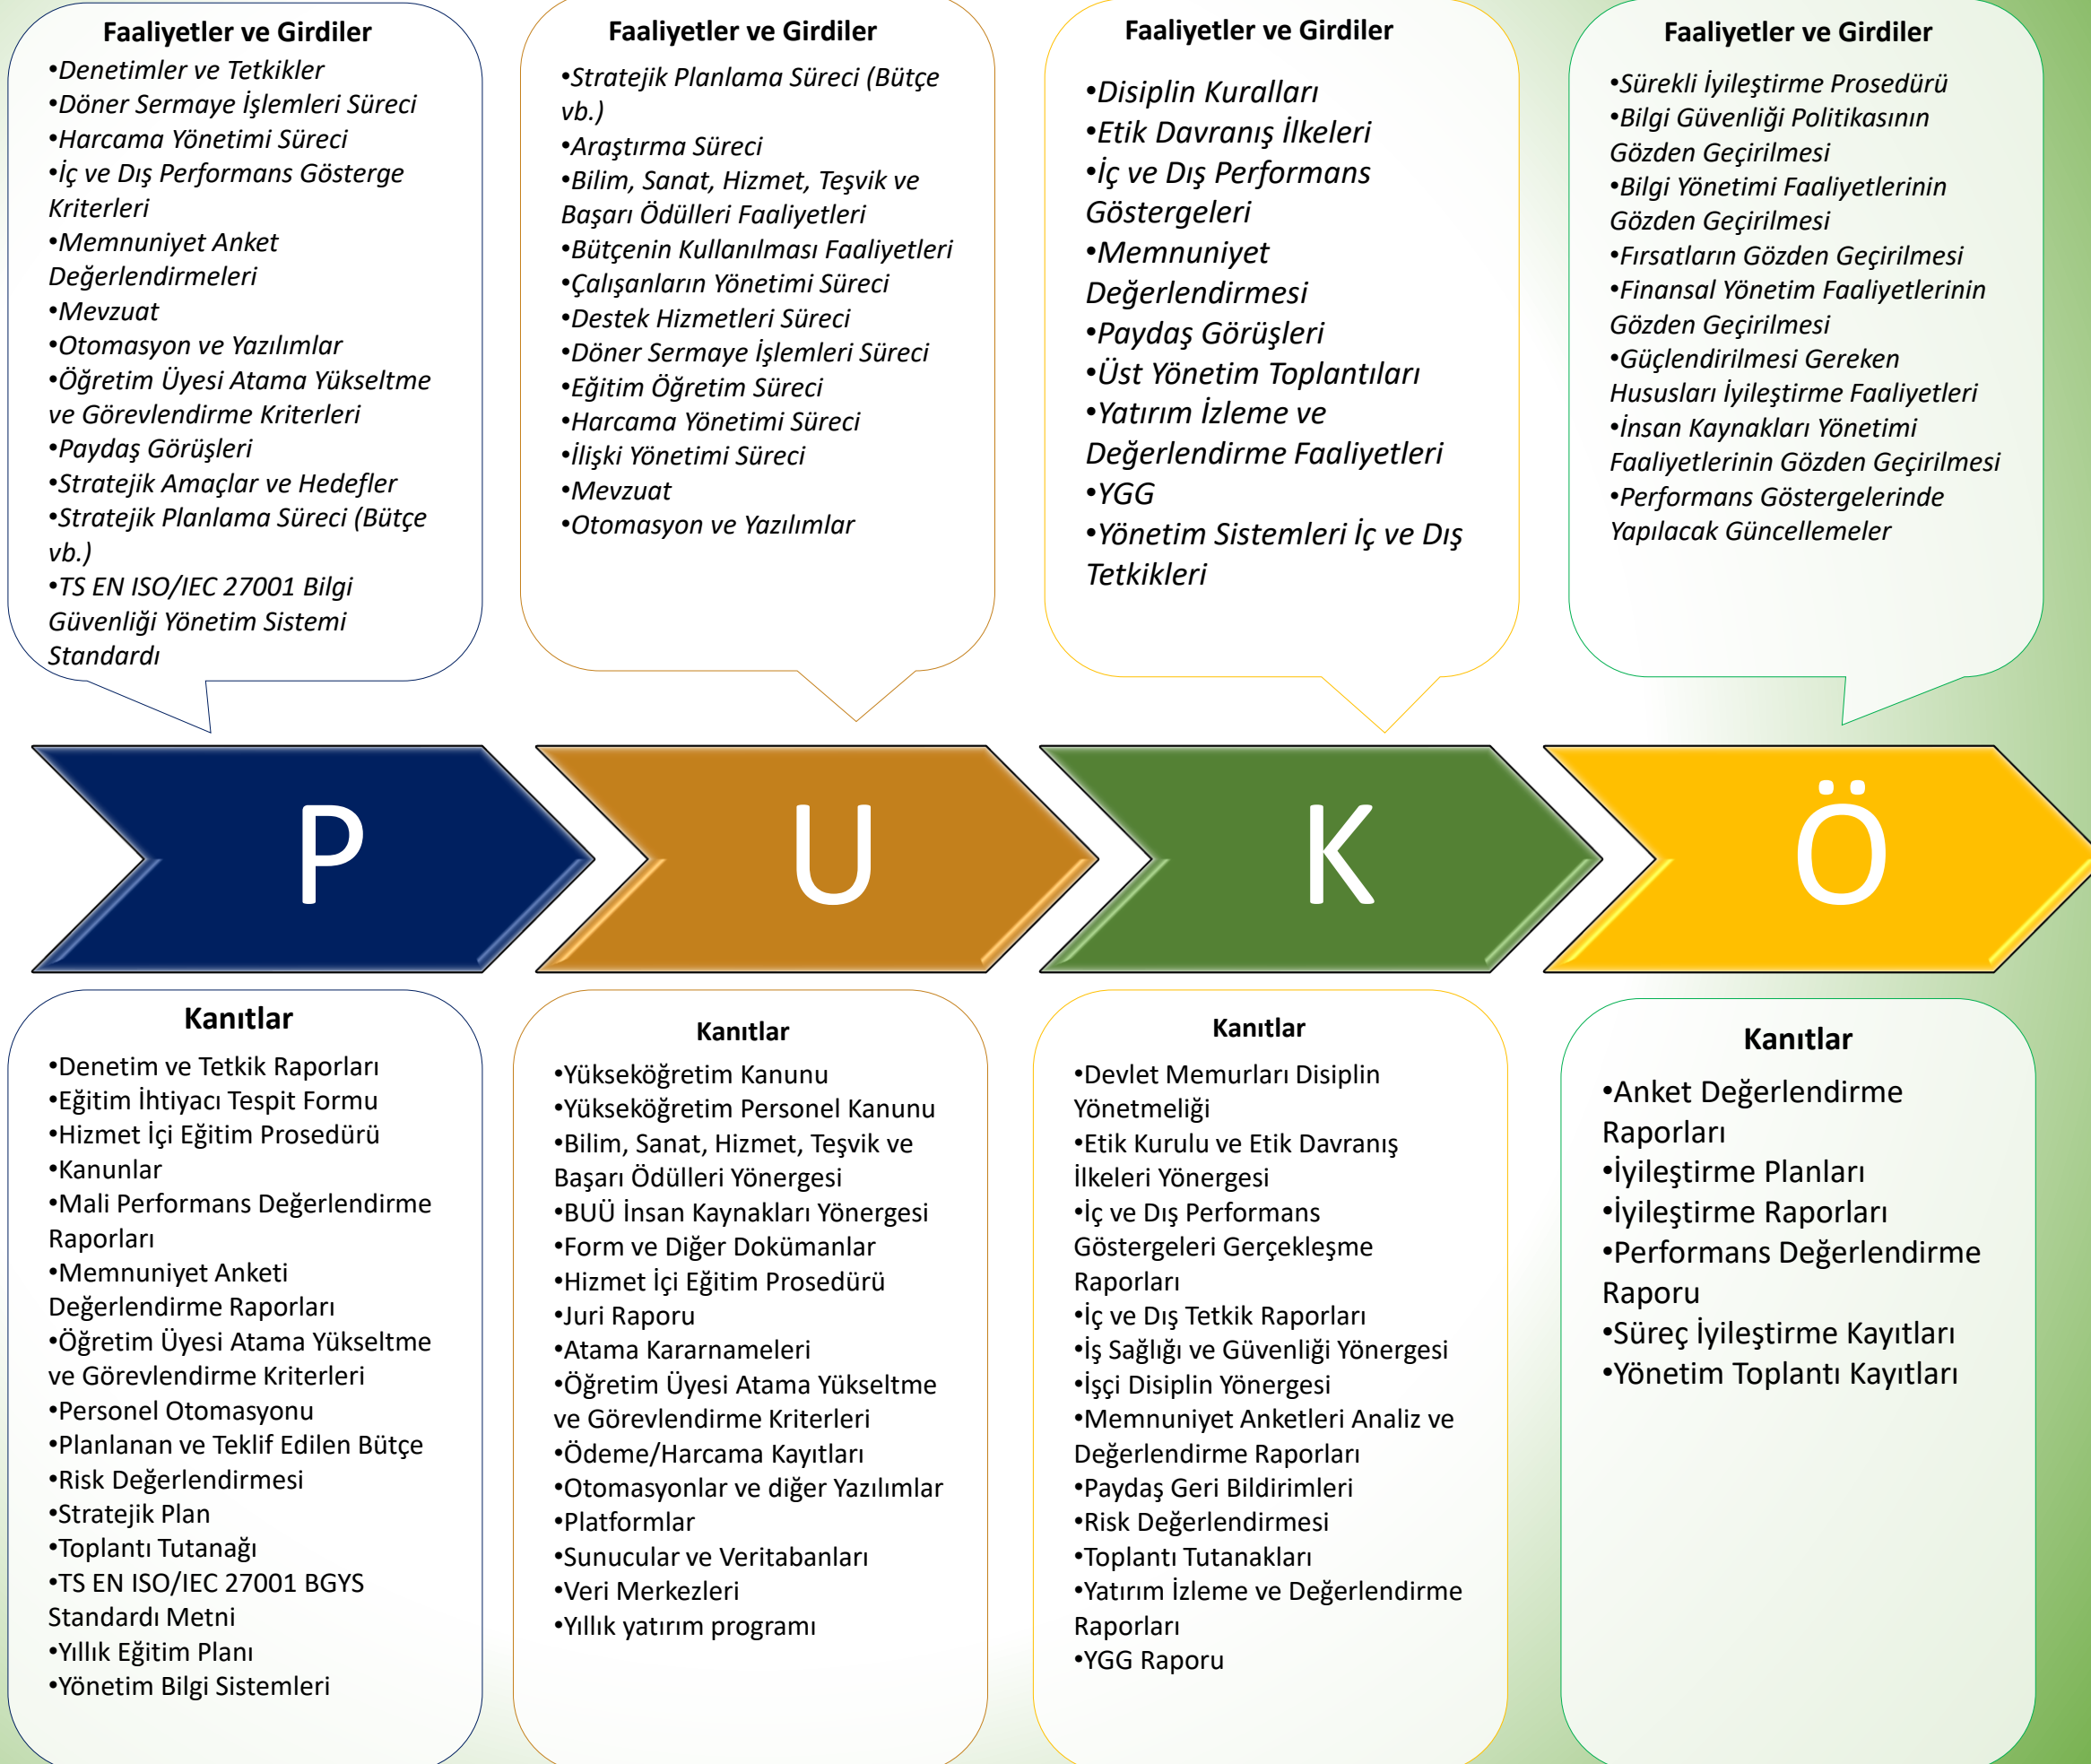 Faaliyetler ve Girdiler
•Denetimler ve Tetkikler
•Döner Sermaye İşlemleri Süreci
•Harcama Yönetimi Süreci
•İç ve Dış Performans Gösterge
Kriterleri
•Memnuniyet Anket
Değerlendirmeleri
•Mevzuat
•Otomasyon ve Yazılımlar
•Öğretim Üyesi Atama Yükseltme
ve Görevlendirme Kriterleri
•Paydaş Görüşleri
•Stratejik Amaçlar ve Hedefler
•Stratejik Planlama Süreci (Bütçe
vb.)
•TS EN ISO/IEC 27001 Bilgi
Güvenliği Yönetim Sistemi
Standardı
Faaliyetler ve Girdiler
•Stratejik Planlama Süreci (Bütçe
vb.)
•Araştırma Süreci
•Bilim, Sanat, Hizmet, Teşvik ve
Başarı Ödülleri Faaliyetleri
•Bütçenin Kullanılması Faaliyetleri
•Çalışanların Yönetimi Süreci
•Destek Hizmetleri Süreci
•Döner Sermaye İşlemleri Süreci
•Eğitim Öğretim Süreci
•Harcama Yönetimi Süreci
•İlişki Yönetimi Süreci
•Mevzuat
•Otomasyon ve Yazılımlar
Faaliyetler ve Girdiler
•Disiplin Kuralları
•Etik Davranış İlkeleri
•İç ve Dış Performans
Göstergeleri
•Memnuniyet
Değerlendirmesi
•Paydaş Görüşleri
•Üst Yönetim Toplantıları
•Yatırım İzleme ve
Değerlendirme Faaliyetleri
•YGG
•Yönetim Sistemleri İç ve Dış
Tetkikleri
Faaliyetler ve Girdiler
•Sürekli İyileştirme Prosedürü
•Bilgi Güvenliği Politikasının
Gözden Geçirilmesi
•Bilgi Yönetimi Faaliyetlerinin
Gözden Geçirilmesi
•Fırsatların Gözden Geçirilmesi
•Finansal Yönetim Faaliyetlerinin
Gözden Geçirilmesi
•Güçlendirilmesi Gereken
Hususları İyileştirme Faaliyetleri
•İnsan Kaynakları Yönetimi
Faaliyetlerinin Gözden Geçirilmesi
•Performans Göstergelerinde
Yapılacak Güncellemeler
P
U
K
Ö
Kanıtlar
•Denetim ve Tetkik Raporları
•Eğitim İhtiyacı Tespit Formu
•Hizmet İçi Eğitim Prosedürü
•Kanunlar
•Mali Performans Değerlendirme
Raporları
•Memnuniyet Anketi
Değerlendirme Raporları
•Öğretim Üyesi Atama Yükseltme
ve Görevlendirme Kriterleri
•Personel Otomasyonu
•Planlanan ve Teklif Edilen Bütçe
•Risk Değerlendirmesi
•Stratejik Plan
•Toplantı Tutanağı
•TS EN ISO/IEC 27001 BGYS
Standardı Metni
•Yıllık Eğitim Planı
•Yönetim Bilgi Sistemleri
Kanıtlar
•Yükseköğretim Kanunu
•Yükseköğretim Personel Kanunu
•Bilim, Sanat, Hizmet, Teşvik ve
Başarı Ödülleri Yönergesi
•BUÜ İnsan Kaynakları Yönergesi
•Form ve Diğer Dokümanlar
•Hizmet İçi Eğitim Prosedürü
•Juri Raporu
•Atama Kararnameleri
•Öğretim Üyesi Atama Yükseltme
ve Görevlendirme Kriterleri
•Ödeme/Harcama Kayıtları
•Otomasyonlar ve diğer Yazılımlar
•Platformlar
•Sunucular ve Veritabanları
•Veri Merkezleri
•Yıllık yatırım programı
Kanıtlar
•Devlet Memurları Disiplin
Yönetmeliği
•Etik Kurulu ve Etik Davranış
İlkeleri Yönergesi
•İç ve Dış Performans
Göstergeleri Gerçekleşme
Raporları
•İç ve Dış Tetkik Raporları
•İş Sağlığı ve Güvenliği Yönergesi
•İşçi Disiplin Yönergesi
•Memnuniyet Anketleri Analiz ve
Değerlendirme Raporları
•Paydaş Geri Bildirimleri
•Risk Değerlendirmesi
•Toplantı Tutanakları
•Yatırım İzleme ve Değerlendirme
Raporları
•YGG Raporu
Kanıtlar
•Anket Değerlendirme
Raporları
•İyileştirme Planları
•İyileştirme Raporları
•Performans Değerlendirme
Raporu
•Süreç İyileştirme Kayıtları
•Yönetim Toplantı Kayıtları